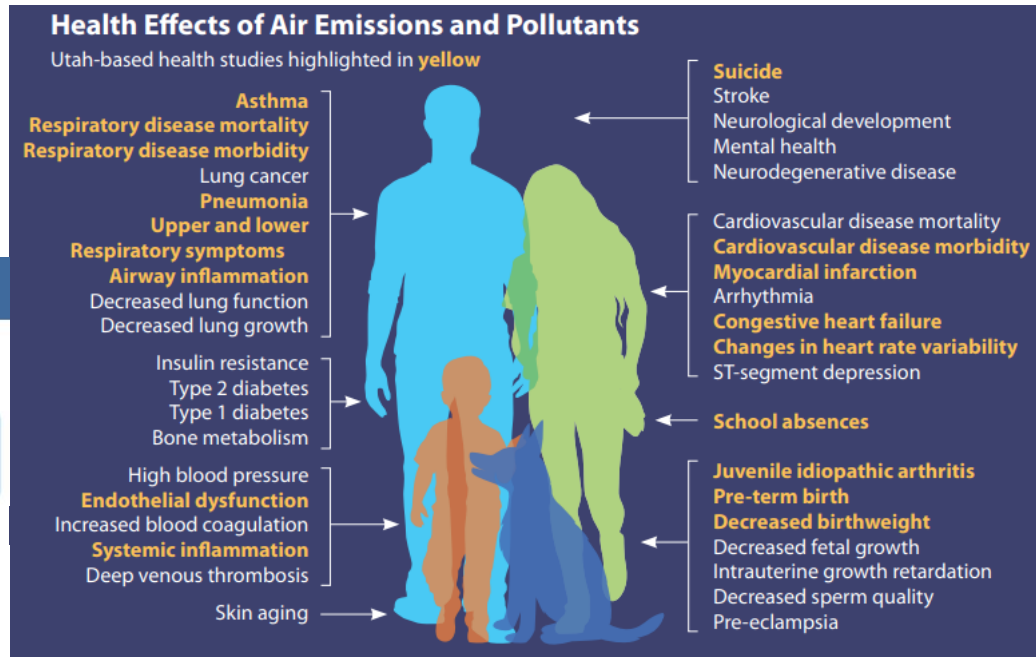 Health Effects of Air Emissions and Pollutants
Utah-based health studies highlighted in yellow
Asthma
Respiratory disease mortality
Respiratory disease morbidity
Lung cancer
Pneumonia
Upper and lower
Respiratory symptoms
Airway inflammation
Decreased lung function
Decreased lung growth
Insulin resistance
Type 2 diabetes
Type 1 diabetes
Bone metabolism
High blood pressure
Endothelial dysfunction
Increased blood coagulation
Systemic inflammation
Deep venous thrombosis
Skin aging
Suicide
Stroke
Neurological development
Mental health
Neurodegenerative disease
Cardiovascular disease mortality
Cardiovascular disease morbidity
Myocardial infarction
Arrhythmia
Congestive heart failure
Changes in heart rate variability
ST-segment depression
School absences
Juvenile idiopathic arthritis
Pre-term birth
Decreased birthweight
Decreased fetal growth
Intrauterine growth retardation
Decreased sperm quality
Pre-eclampsia